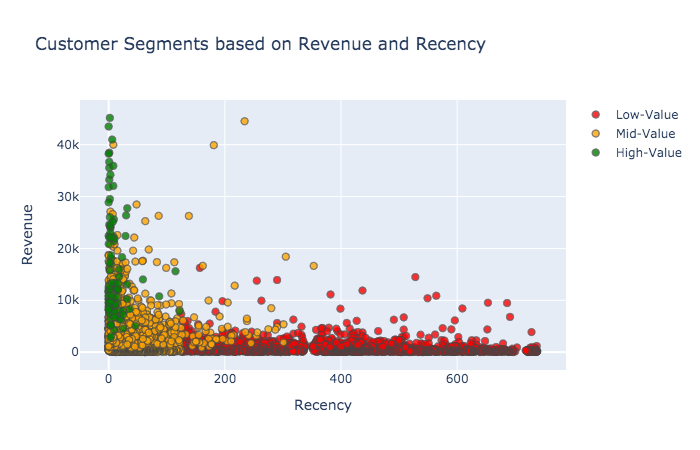 Customer Segments based on Revenue and Recency
Low-Value
Mid-Value
High-Value
40k
30k
20k
10k
0
Revenue
0 200 400 600
Recency